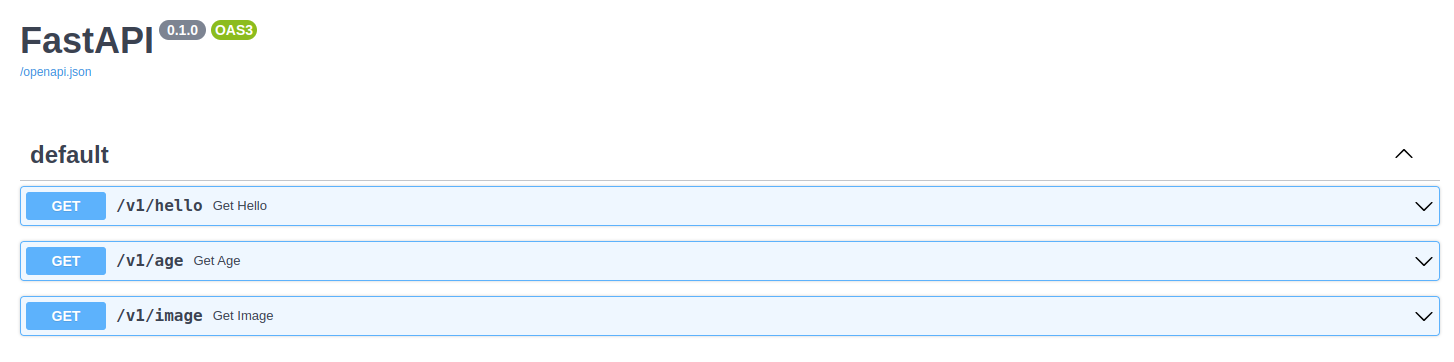 FastAPI 0.1.0 OAS3
/openapi.json
default
GET /v1/hello Get Hello
GET /v1/age Get Age
GET /v1/image Get Image